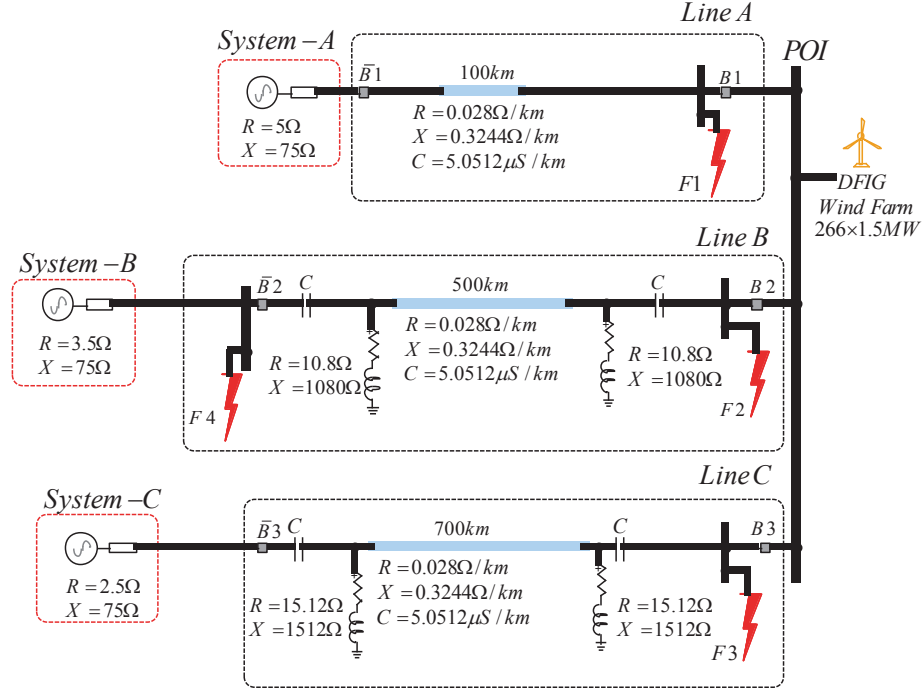 Line A
System–A
POI
B̄1
100km
B1
R = 0.028Ω/km
X = 0.3244Ω/km
C = 5.0512μS/km
R = 5Ω
X = 75Ω
F1
DFIG
Wind Farm
266×1.5MW
Line B
System–B
B̄2
C
500km
C
B2
R = 0.028Ω/km
X = 0.3244Ω/km
C = 5.0512μS/km
R = 3.5Ω
X = 75Ω
R = 10.8Ω
X = 1080Ω
R = 10.8Ω
X = 1080Ω
F4
F2
Line C
System–C
B̄3
C
700km
C
B3
R = 0.028Ω/km
X = 0.3244Ω/km
C = 5.0512μS/km
R = 2.5Ω
X = 75Ω
R = 15.12Ω
X = 1512Ω
R = 15.12Ω
X = 1512Ω
F3